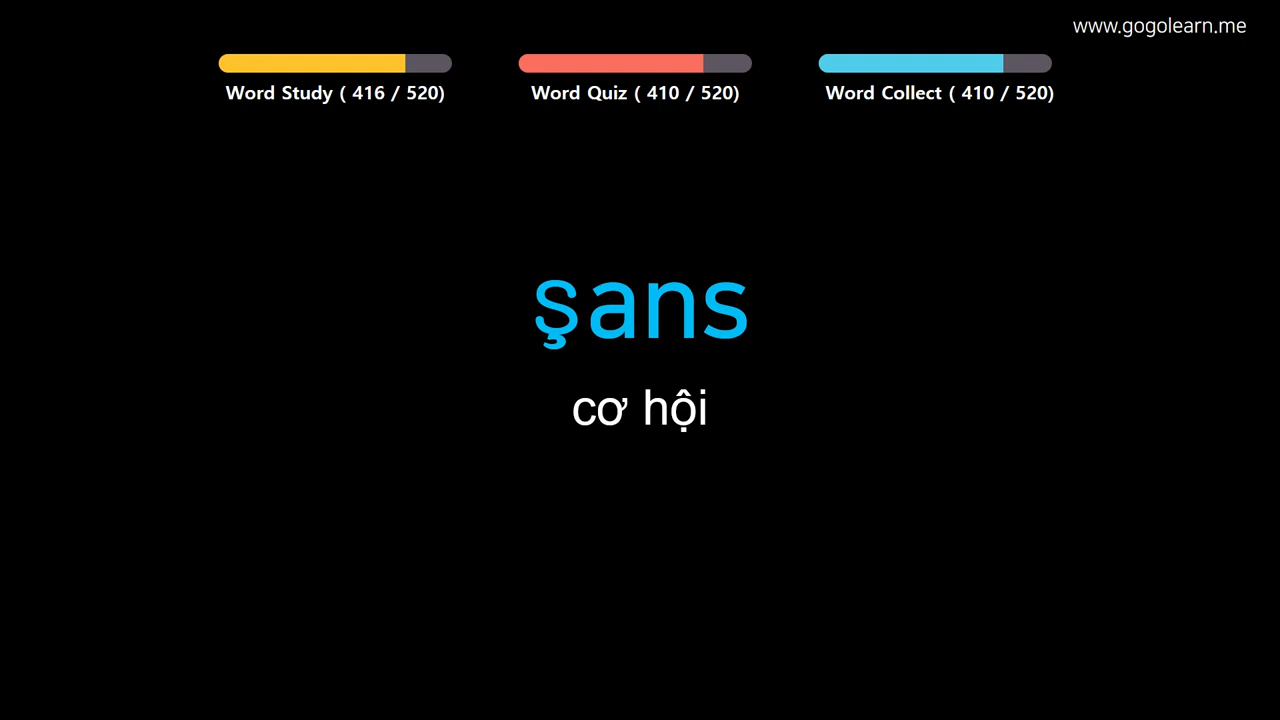 www.gogolearn.me
Word Study ( 416 / 520)
Word Quiz ( 410 / 520)
Word Collect ( 410 / 520)
şans
cơ hội